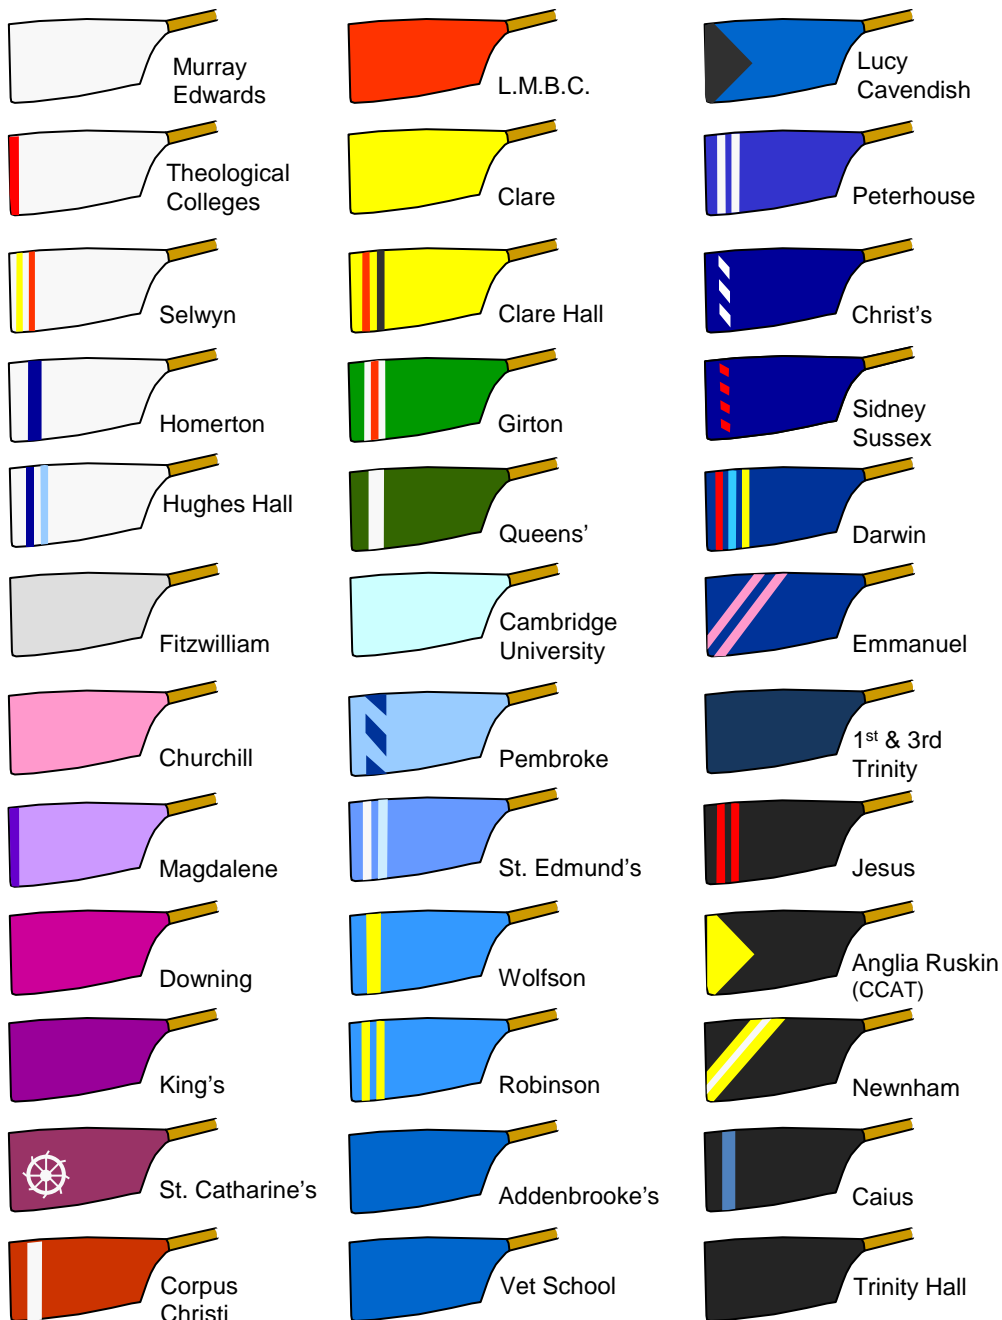 Murray
Edwards
Theological
Colleges
Selwyn
Homerton
Hughes Hall
Fitzwilliam
Churchill
Magdalene
Downing
King's
St. Catharine's
Corpus
Christi
L.M.B.C.
Clare
Clare Hall
Girton
Queens'
Cambridge
University
Pembroke
St. Edmund's
Wolfson
Robinson
Addenbrooke's
Vet School
Lucy
Cavendish
Peterhouse
Christ's
Sidney
Sussex
Darwin
Emmanuel
1st & 3rd
Trinity
Jesus
Anglia Ruskin
(CCAT)
Newnham
Caius
Trinity Hall